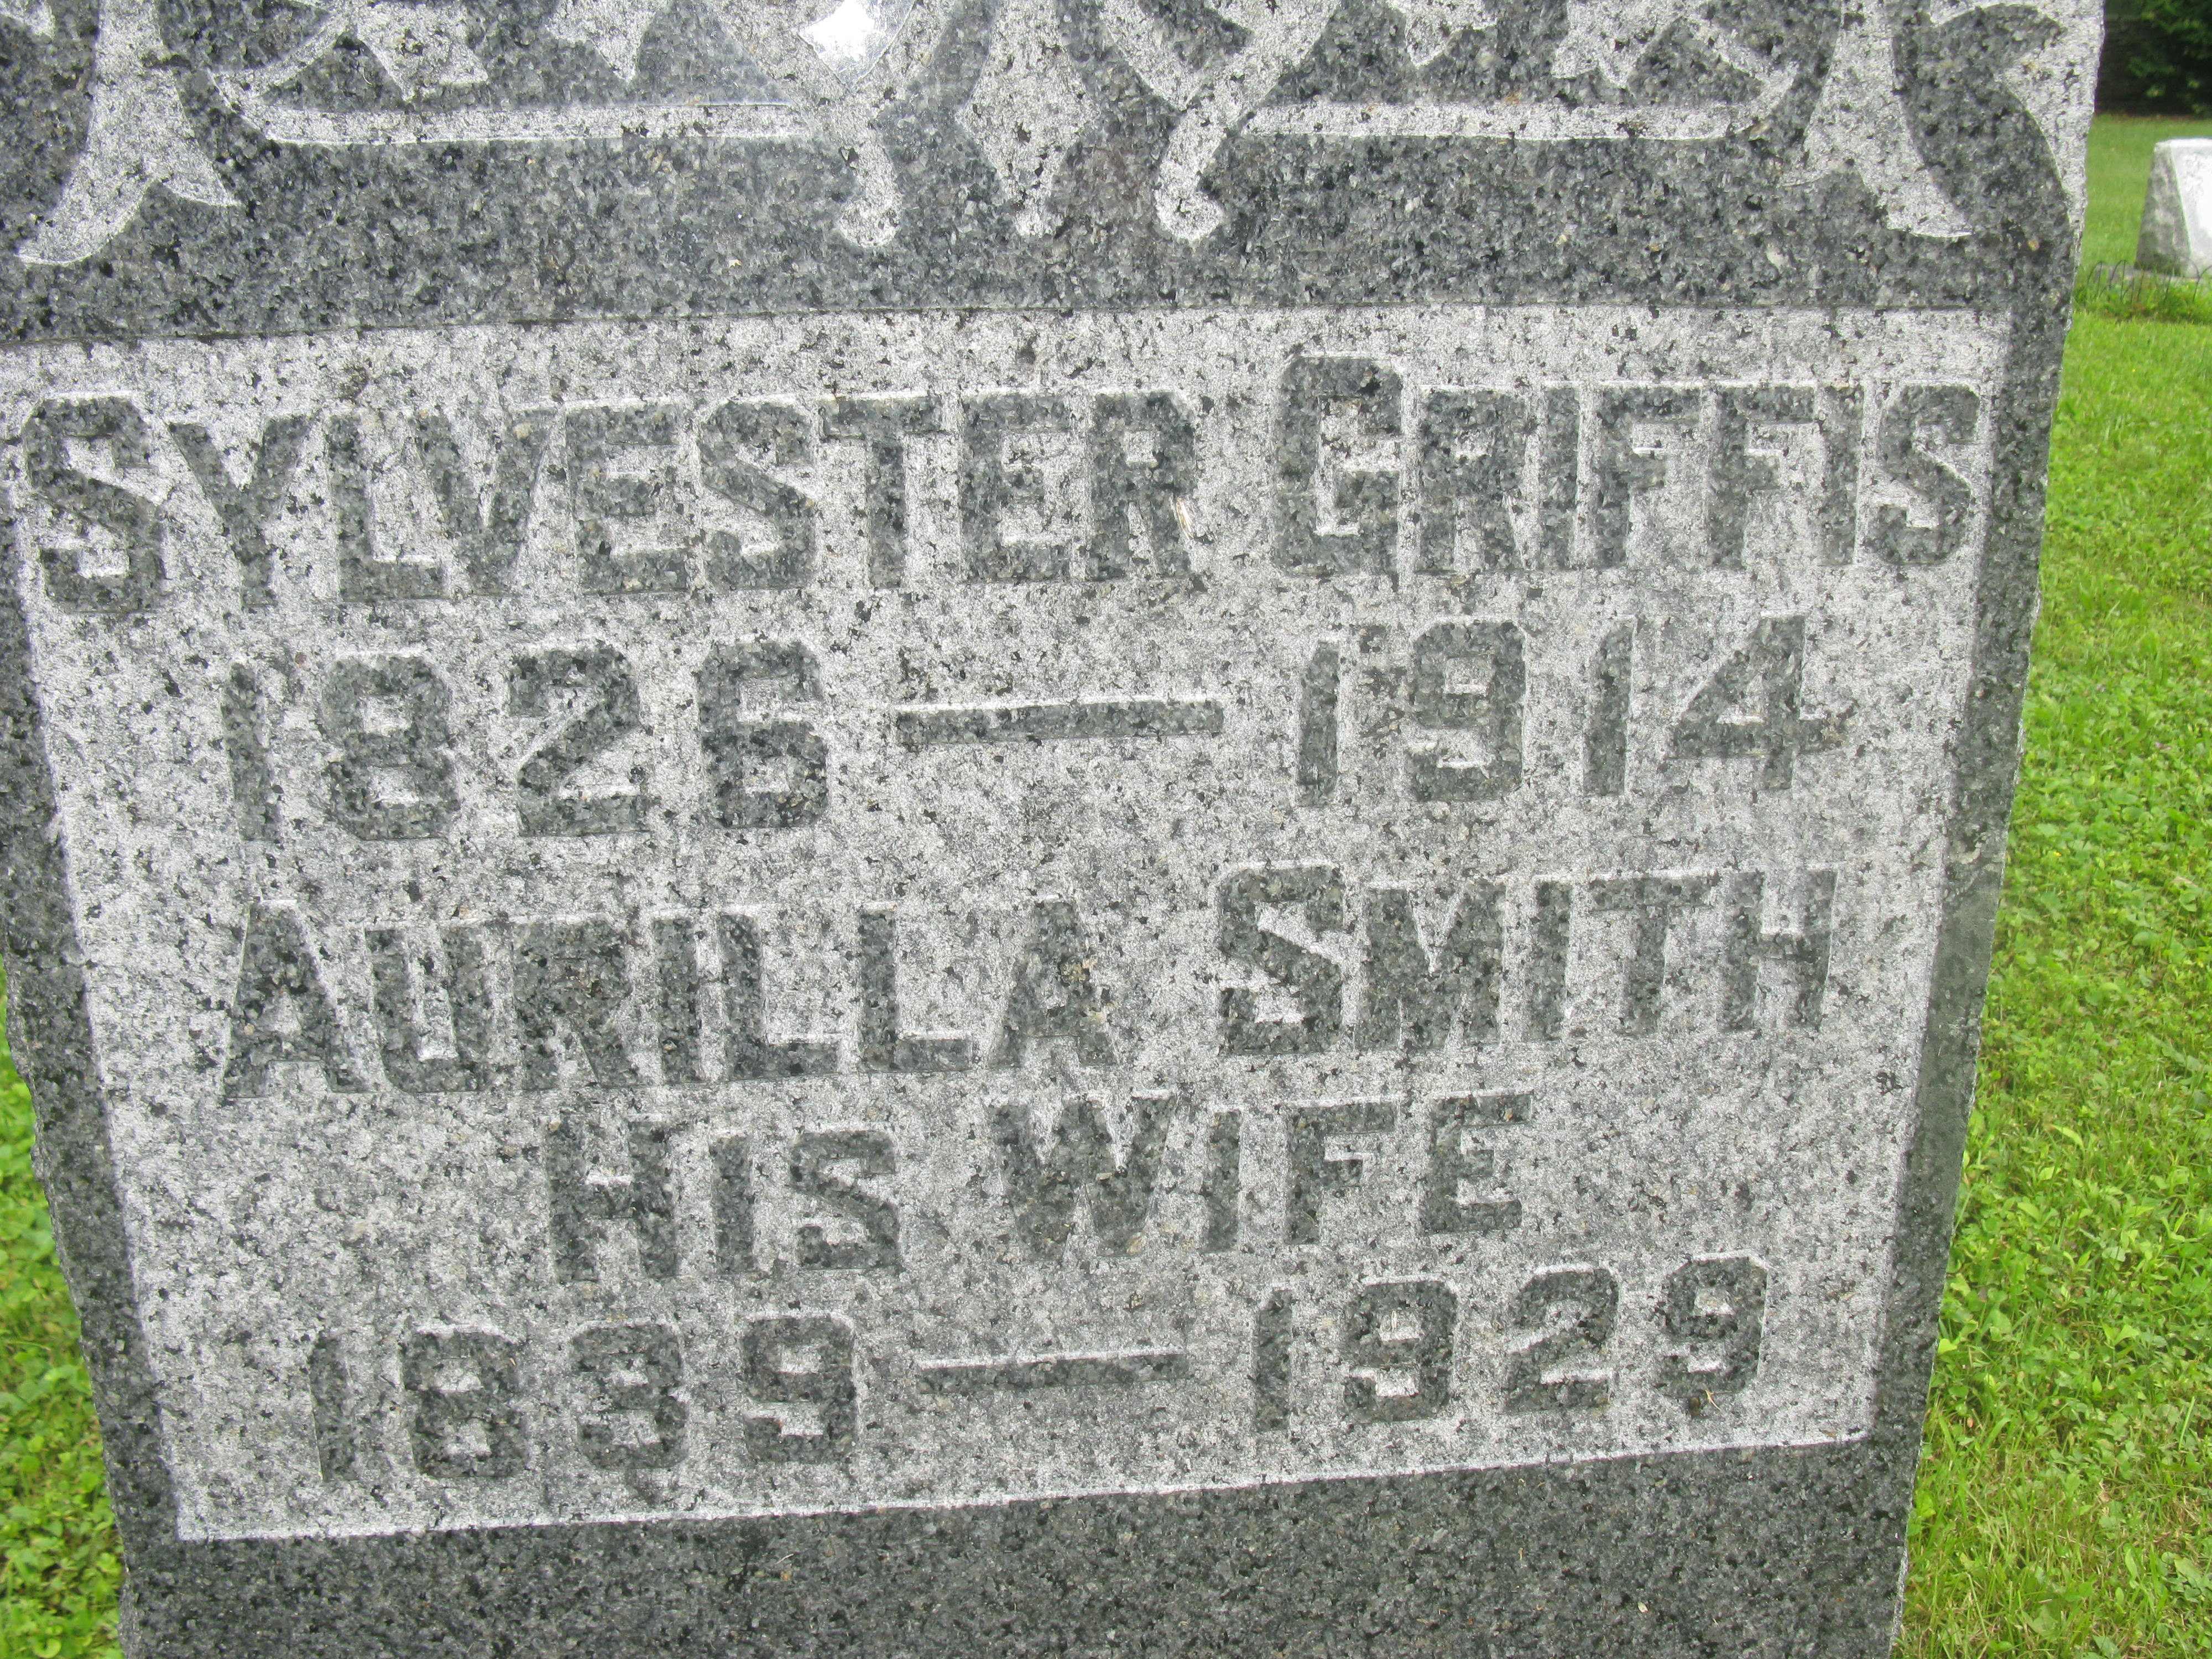 SYLVESTER GRIFFIS
1826 — 1914
AURILLA SMITH
HIS WIFE
1839 — 1929